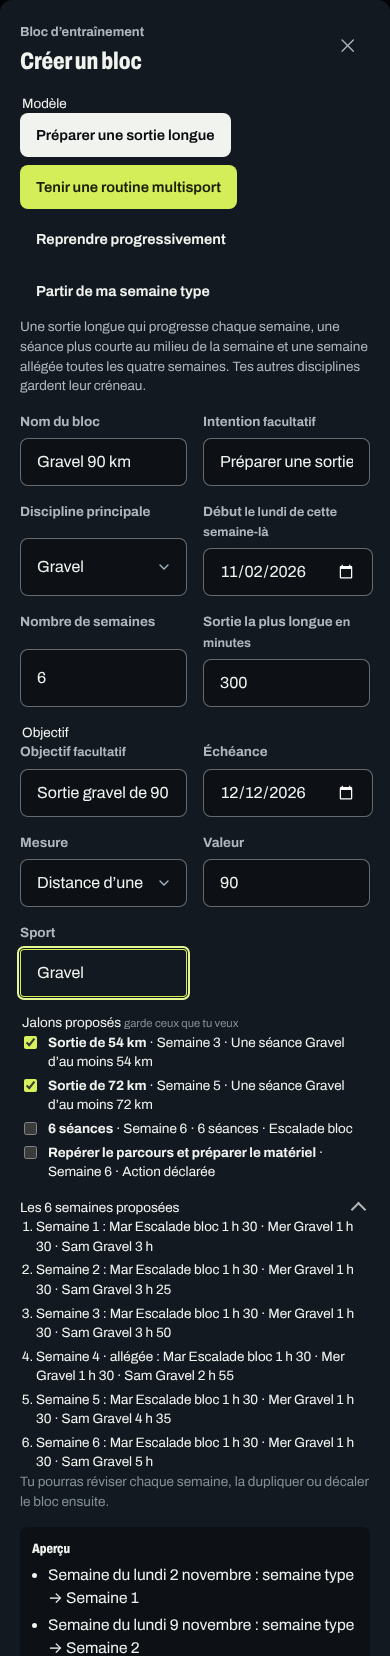 Bloc d’entraînement
Créer un bloc
Modèle
Préparer une sortie longue
Tenir une routine multisport
Reprendre progressivement
Partir de ma semaine type
Une sortie longue qui progresse chaque semaine, une
séance plus courte au milieu de la semaine et une semaine
allégée toutes les quatre semaines. Tes autres disciplines
gardent leur créneau.
Nom du bloc
Intention facultatif
Gravel 90 km
Préparer une sortie
Discipline principale
Début le lundi de cette
semaine-là
Gravel
11/02/2026
Nombre de semaines
Sortie la plus longue en
minutes
6
300
Objectif
Objectif facultatif
Échéance
Sortie gravel de 90
12/12/2026
Mesure
Valeur
Distance d’une
90
Sport
Gravel
Jalons proposés garde ceux que tu veux
Sortie de 54 km · Semaine 3 · Une séance Gravel
d’au moins 54 km
Sortie de 72 km · Semaine 5 · Une séance Gravel
d’au moins 72 km
6 séances · Semaine 6 · 6 séances · Escalade bloc
Repérer le parcours et préparer le matériel ·
Semaine 6 · Action déclarée
Les 6 semaines proposées
1. Semaine 1 : Mar Escalade bloc 1 h 30 · Mer Gravel 1 h
30 · Sam Gravel 3 h
2. Semaine 2 : Mar Escalade bloc 1 h 30 · Mer Gravel 1 h
30 · Sam Gravel 3 h 25
3. Semaine 3 : Mar Escalade bloc 1 h 30 · Mer Gravel 1 h
30 · Sam Gravel 3 h 50
4. Semaine 4 · allégée : Mar Escalade bloc 1 h 30 · Mer
Gravel 1 h 30 · Sam Gravel 2 h 55
5. Semaine 5 : Mar Escalade bloc 1 h 30 · Mer Gravel 1 h
30 · Sam Gravel 4 h 35
6. Semaine 6 : Mar Escalade bloc 1 h 30 · Mer Gravel 1 h
30 · Sam Gravel 5 h
Tu pourras réviser chaque semaine, la dupliquer ou décaler
le bloc ensuite.
Aperçu
• Semaine du lundi 2 novembre : semaine type
→ Semaine 1
• Semaine du lundi 9 novembre : semaine type
→ Semaine 2